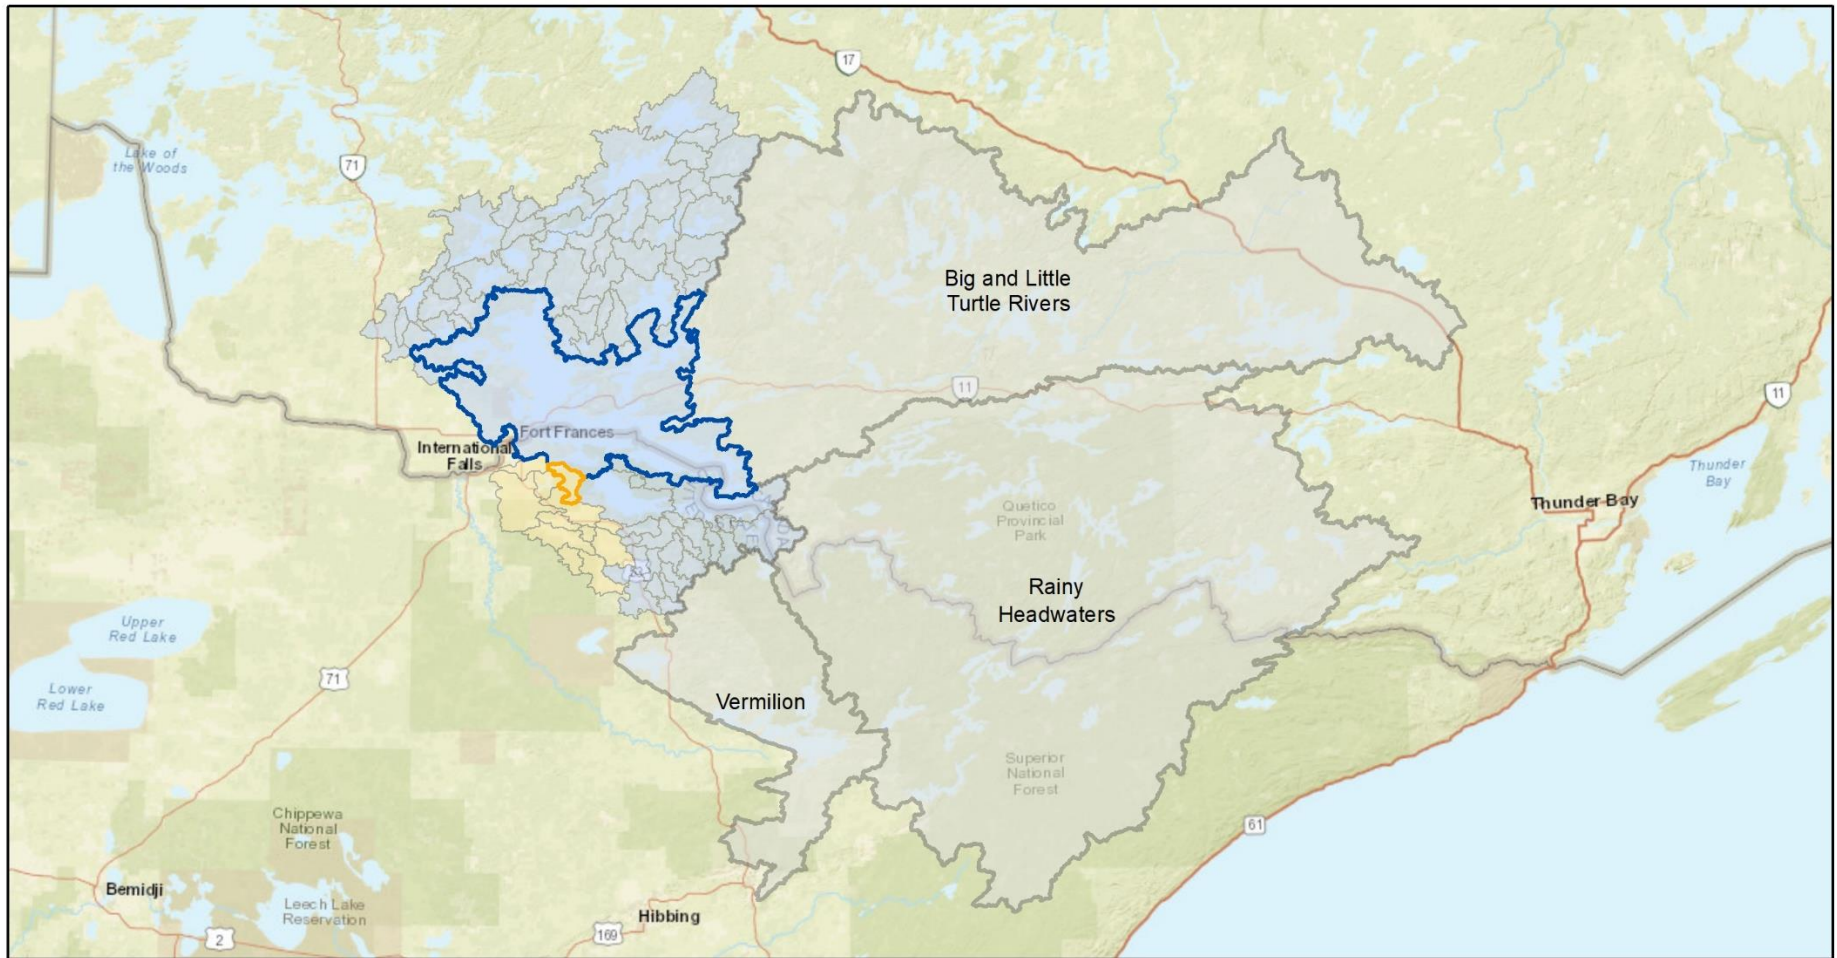 17
Lake of
the Woods
71
Big and Little
Turtle Rivers
11
11
Fort Frances
International
Falls
Thunder
Bay
Thunder Bay
Quetico
Provincial
Park
Rainy
Headwaters
Upper
Red Lake
71
Lower
Red Lake
Vermilion
Superior
National
Forest
Chippewa
National
Forest
61
Bemidji
Leech Lake
Reservation
Hibbing
2
169